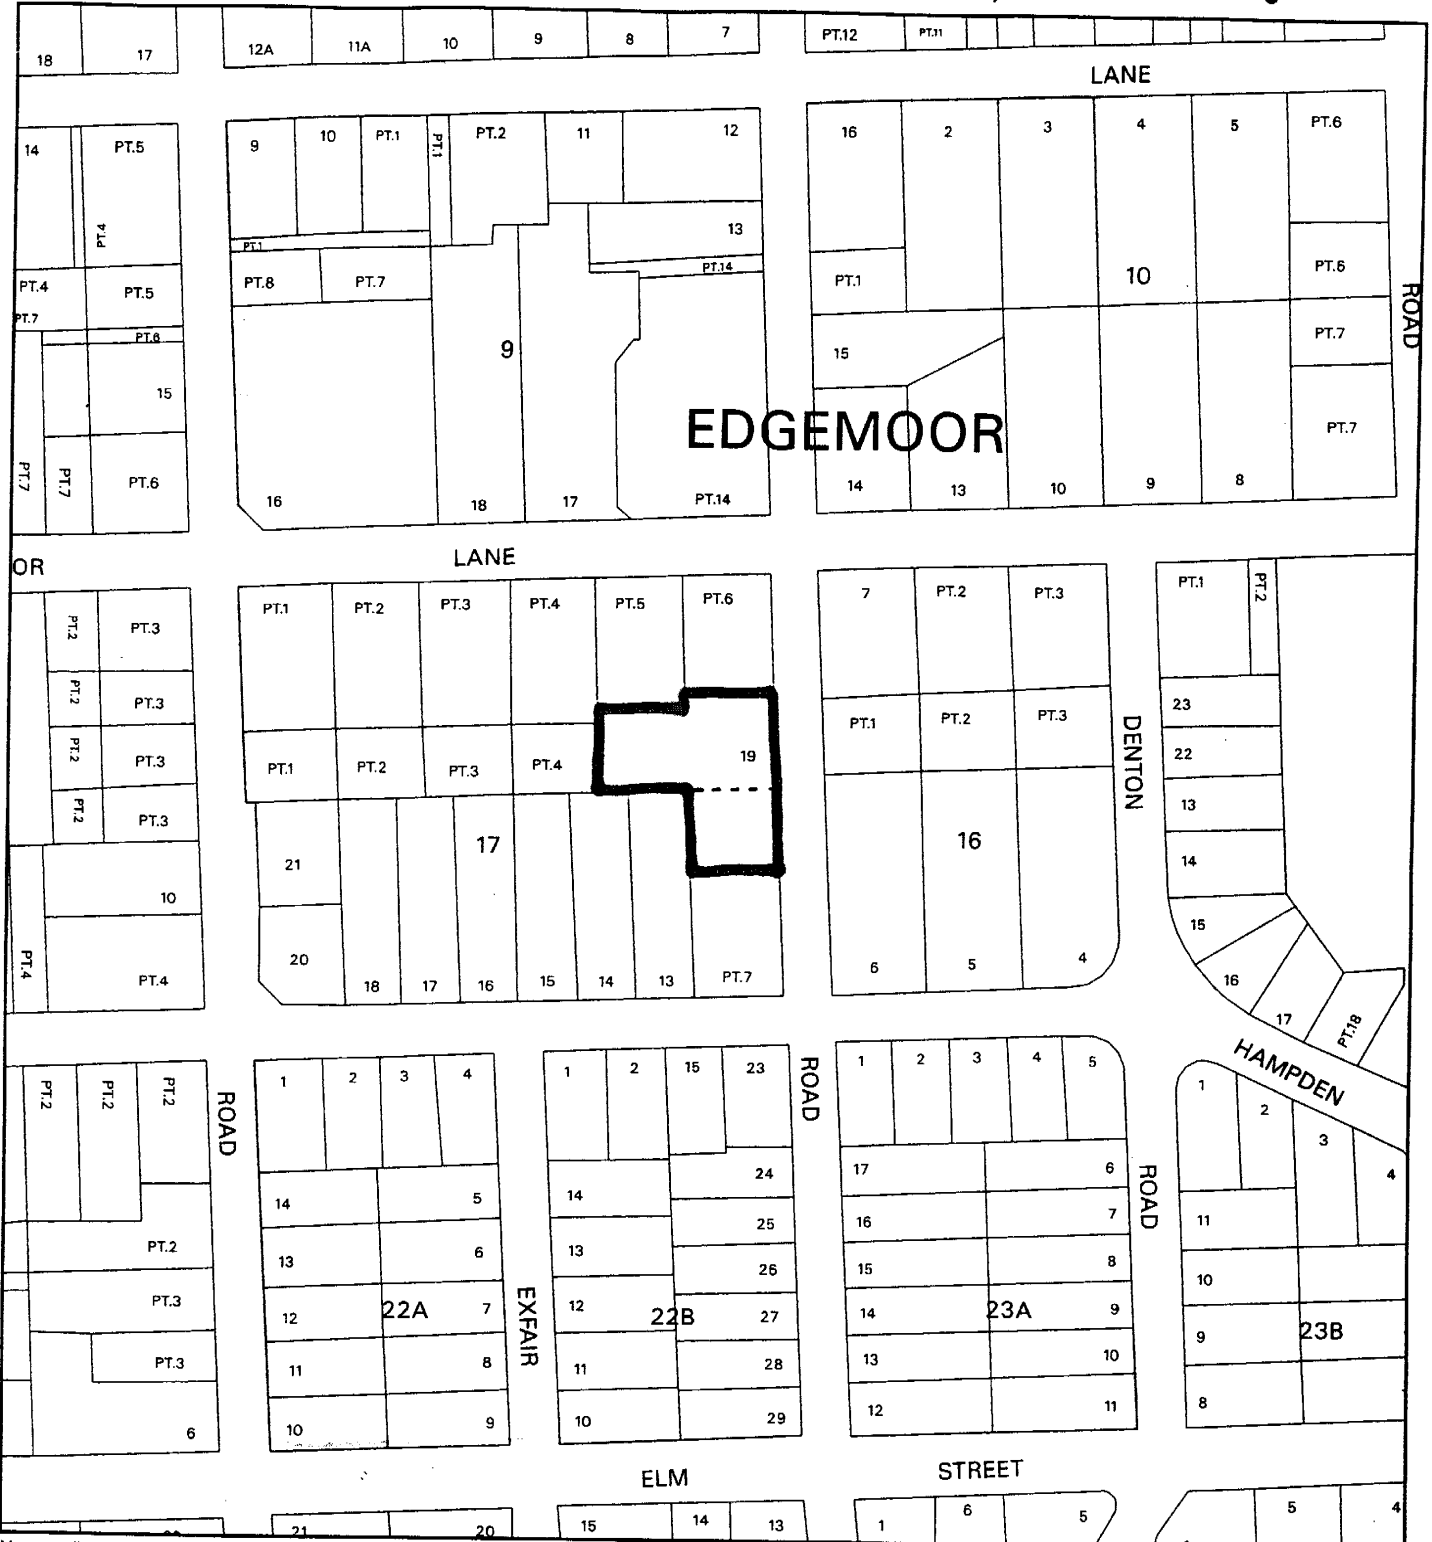 18 17 12A 11A 10 9 8 7 PT.12 PT.11
LANE
14 PT.5 9 10 PT.1 PT.1 PT.2 11 12 16 2 3 4 5 PT.6
PT.4 PT.1 13
PT.4 PT.5 PT.8 PT.7 PT.14 PT.1 10 PT.6
PT.7 PT.6 9 15 PT.7 ROAD
15
EDGEMOOR
PT.7
PT.7 PT.7 PT.6 16 18 17 PT.14 14 13 10 9 8
OR LANE
PT.2 PT.3 PT.1 PT.2 PT.3 PT.4 PT.5 PT.6 7 PT.2 PT.3 PT.1 PT.2
PT.2 PT.3 PT.1 PT.2 PT.3 23
PT.2 PT.3 PT.1 PT.2 PT.3 PT.4 19 DENTON 22
PT.2 PT.3 13
21 17 16 14
10 15
PT.4 PT.4 20 18 17 16 15 14 13 PT.7 6 5 4 16
17 PT.18
HAMPDEN
PT.2 PT.2 PT.2 ROAD 1 2 3 4 1 2 15 23 ROAD 1 2 3 4 5 1 2 3 4
14 5 14 24 17 6 ROAD 11
PT.2 13 6 13 25 16 7
26 15 8 10
PT.3 12 22A 7 EXFAIR 12 22B 27 14 23A 9 9 23B
PT.3 11 8 11 28 13 10
6 10 9 10 29 12 11 8
ELM STREET
21 20 15 14 13 1 6 5 5 4